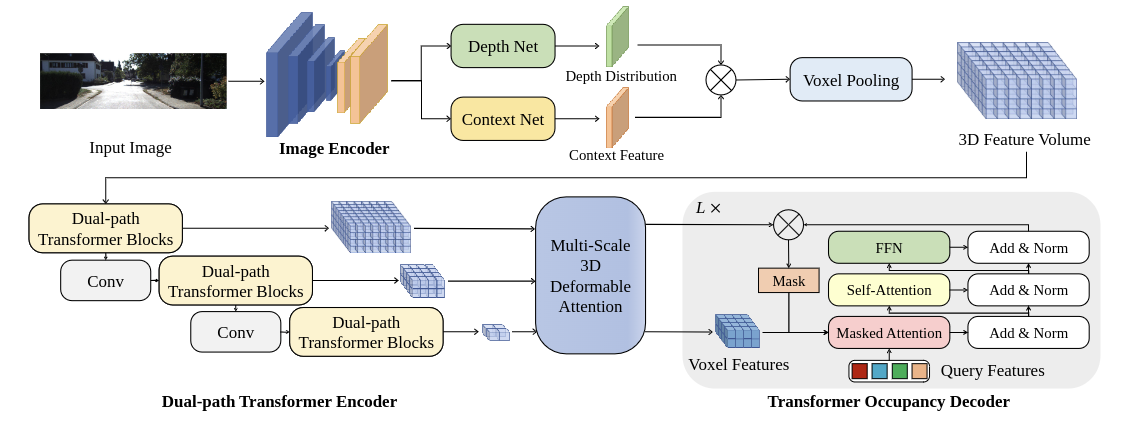 Depth Net
Depth Distribution
Context Net
Context Feature
Voxel Pooling
Input Image
Image Encoder
3D Feature Volume
Dual-path
Transformer Blocks
Conv
Dual-path
Transformer Blocks
Conv
Dual-path
Transformer Blocks
Multi-Scale
3D
Deformable
Attention
L ×
Mask
FFN
Add & Norm
Self-Attention
Add & Norm
Masked Attention
Add & Norm
Voxel Features
Query Features
Dual-path Transformer Encoder
Transformer Occupancy Decoder